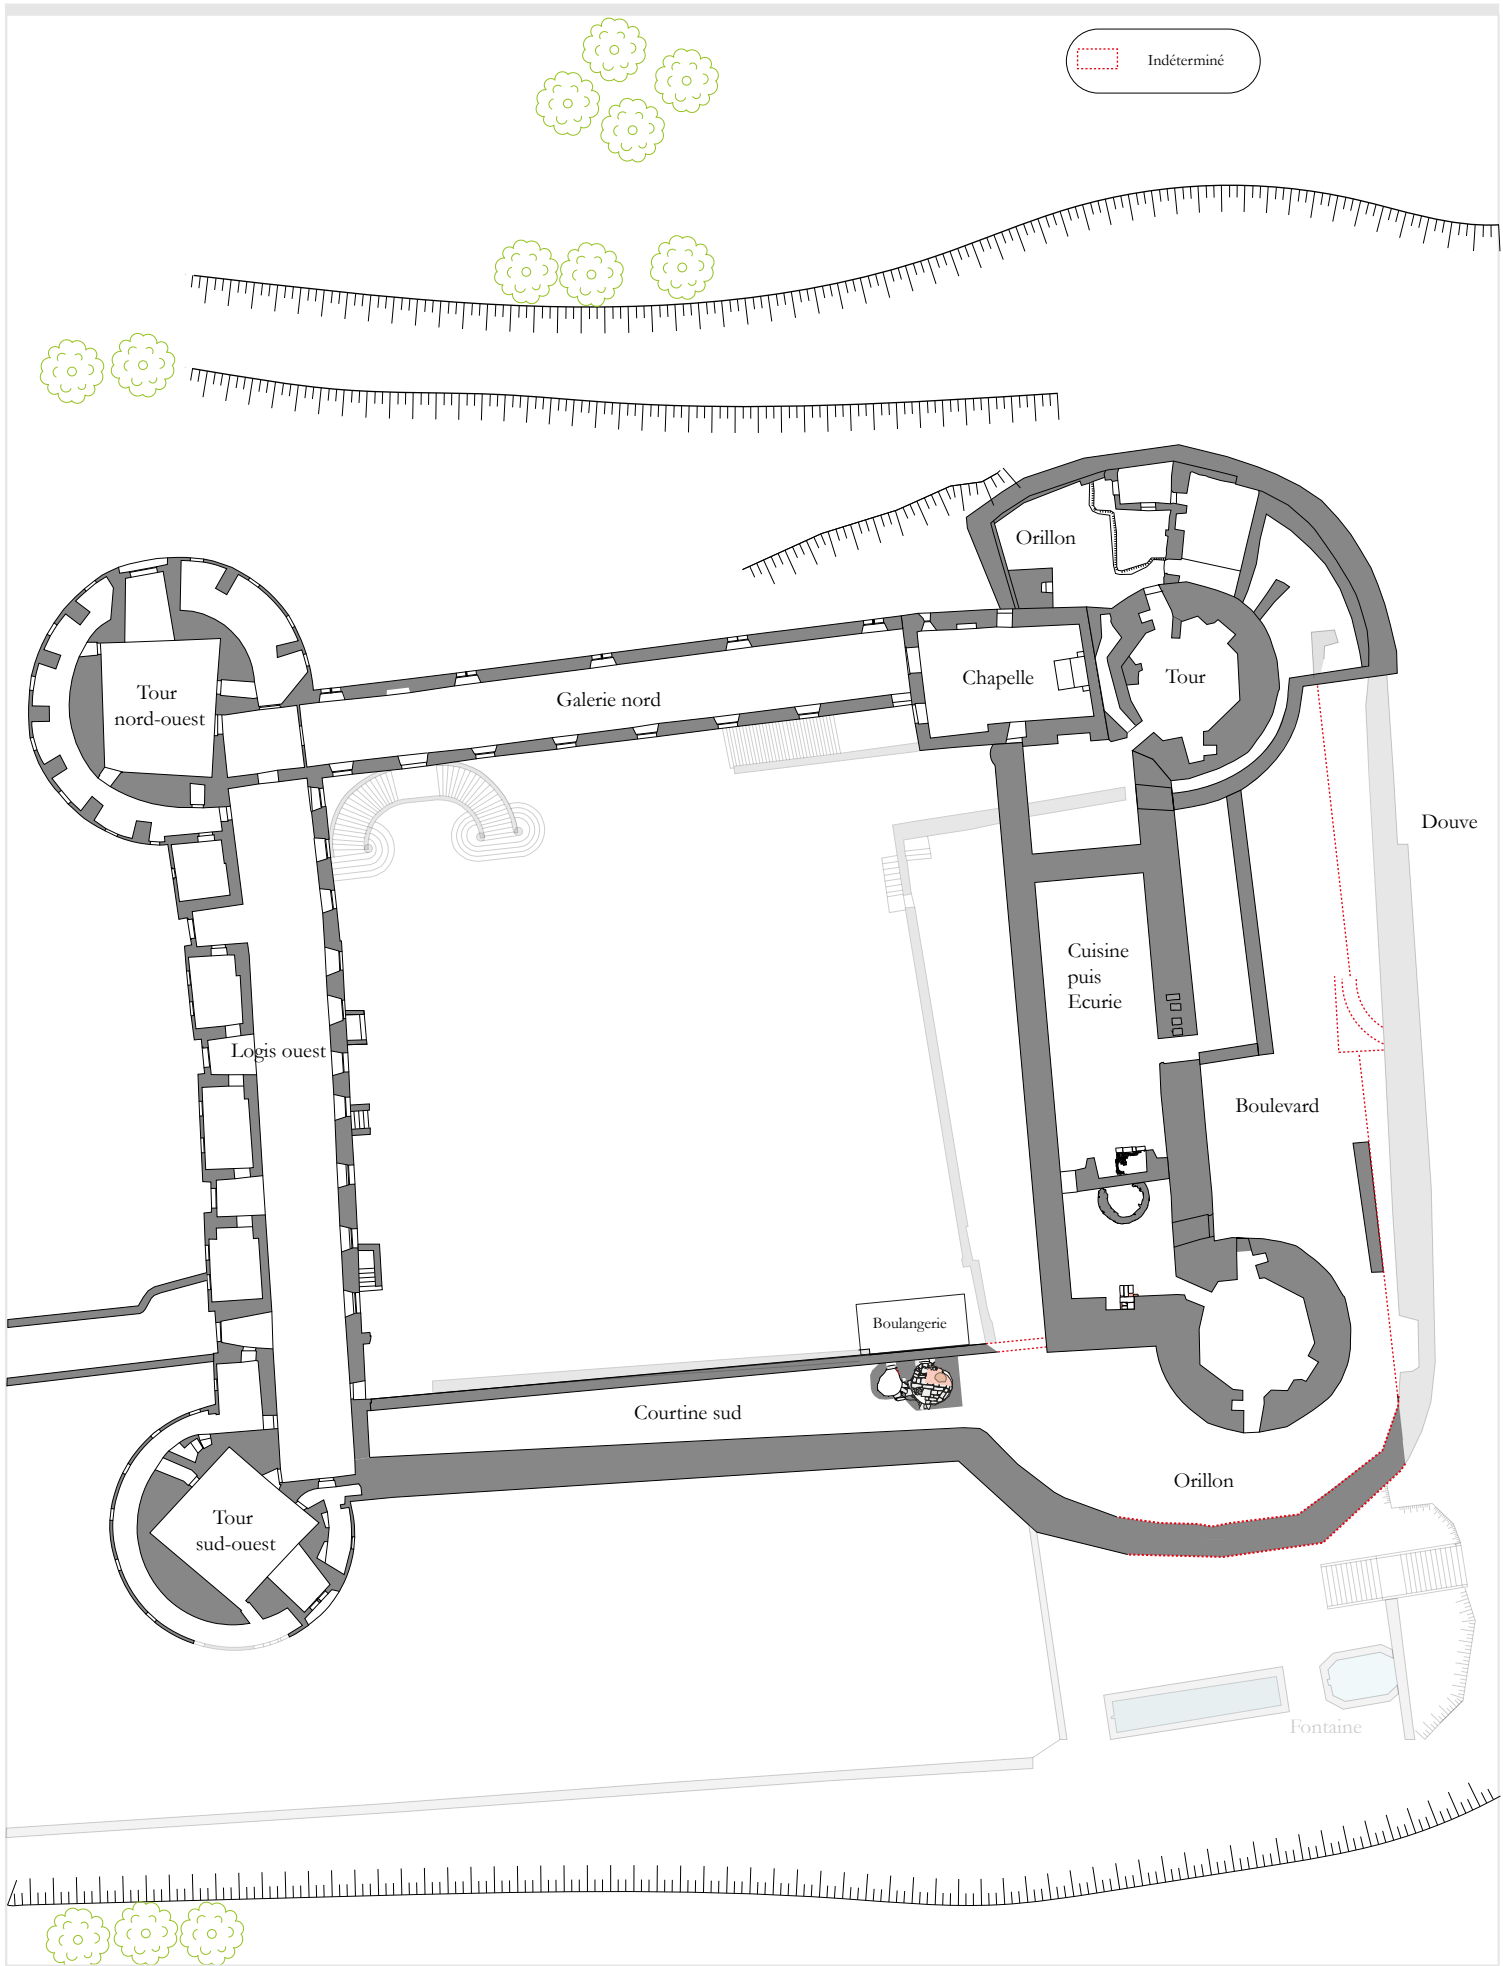 Indéterminé
Orillon
Tour
nord-ouest
Galerie nord
Chapelle
Tour
Douve
Cuisine
puis
Ecurie
Logis ouest
Boulevard
Boulangerie
Courtine sud
Orillon
Tour
sud-ouest
Fontaine